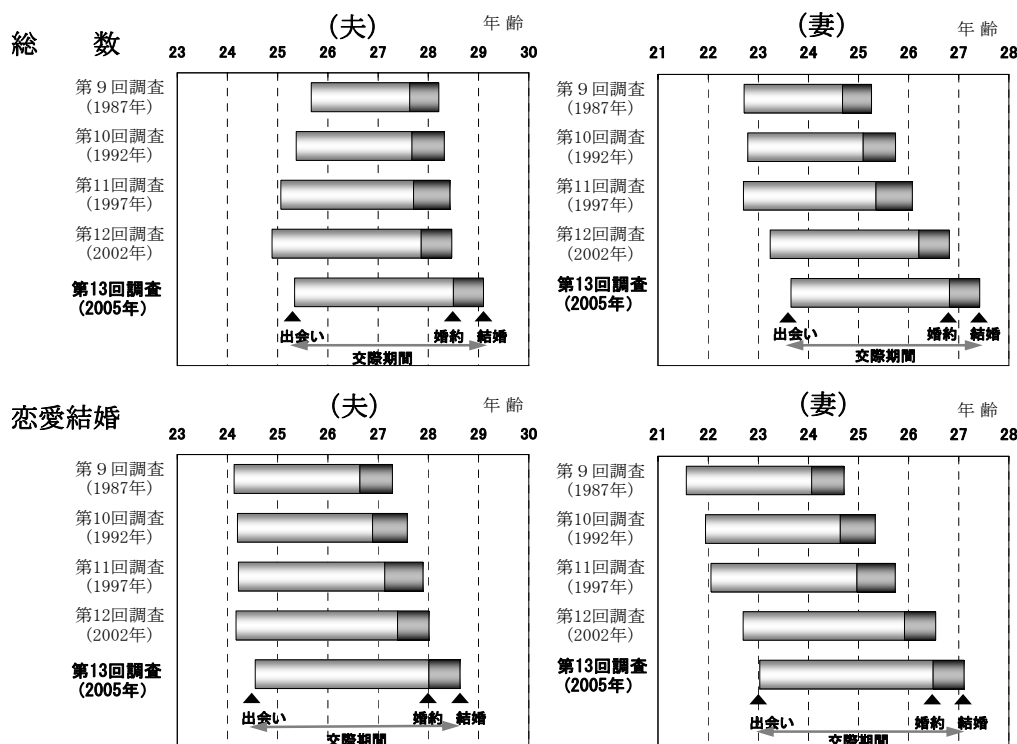 総　数
(夫)
年 齢
23 24 25 26 27 28 29 30
第９回調査
(1987年)
第10回調査
(1992年)
第11回調査
(1997年)
第12回調査
(2002年)
第13回調査
(2005年)
出会い 婚約 結婚
交際期間
(妻)
年 齢
21 22 23 24 25 26 27 28
第９回調査
(1987年)
第10回調査
(1992年)
第11回調査
(1997年)
第12回調査
(2002年)
第13回調査
(2005年)
出会い 婚約 結婚
交際期間
恋愛結婚
(夫)
年 齢
23 24 25 26 27 28 29 30
第９回調査
(1987年)
第10回調査
(1992年)
第11回調査
(1997年)
第12回調査
(2002年)
第13回調査
(2005年)
出会い 婚約 結婚
交際期間
(妻)
年 齢
21 22 23 24 25 26 27 28
第９回調査
(1987年)
第10回調査
(1992年)
第11回調査
(1997年)
第12回調査
(2002年)
第13回調査
(2005年)
出会い 婚約 結婚
交際期間